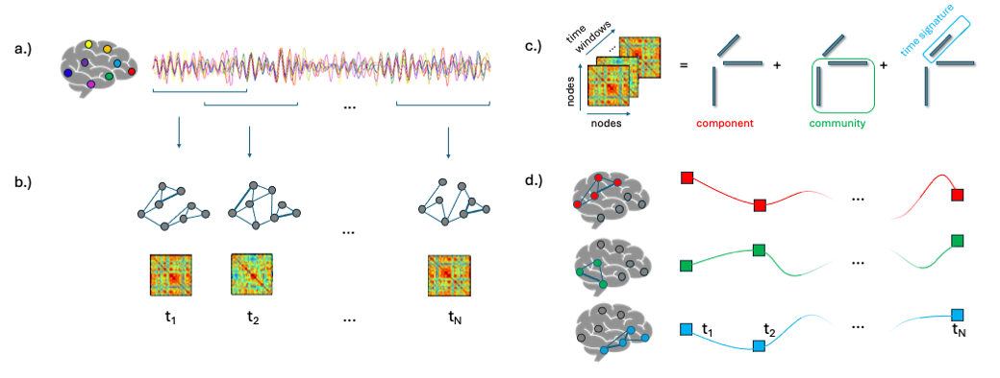 a.)
...
b.)
...
t1
t2
...
tN
c.)
time
windows
...
nodes
nodes
=
+
+
component
community
time signature
d.)
...
...
t1
t2
...
tN